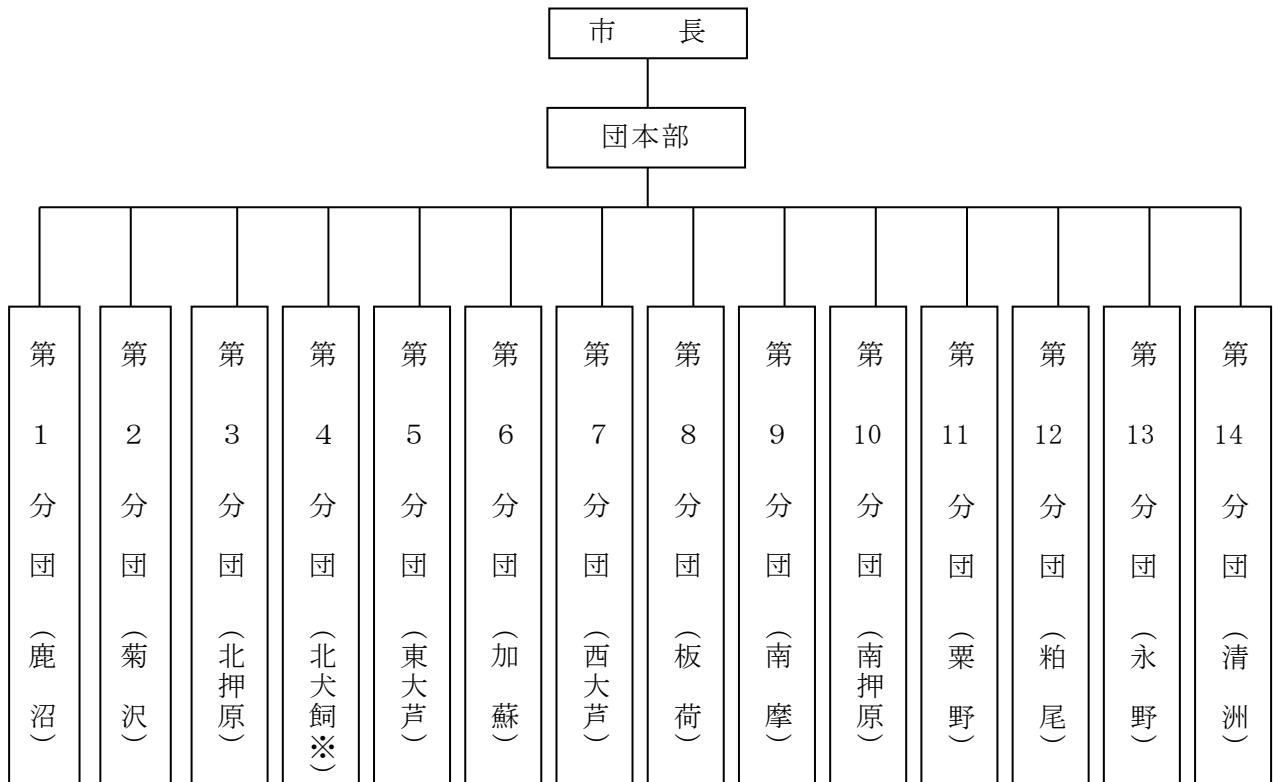 市　長
団本部
第1分団（鹿沼）
第2分団（菊沢）
第3分団（北押原）
第4分団（北犬飼※）
第5分団（東大芦）
第6分団（加蘇）
第7分団（西大芦）
第8分団（板荷）
第9分団（南摩）
第10分団（南押原）
第11分団（粟野）
第12分団（粕尾）
第13分団（永野）
第14分団（清洲）